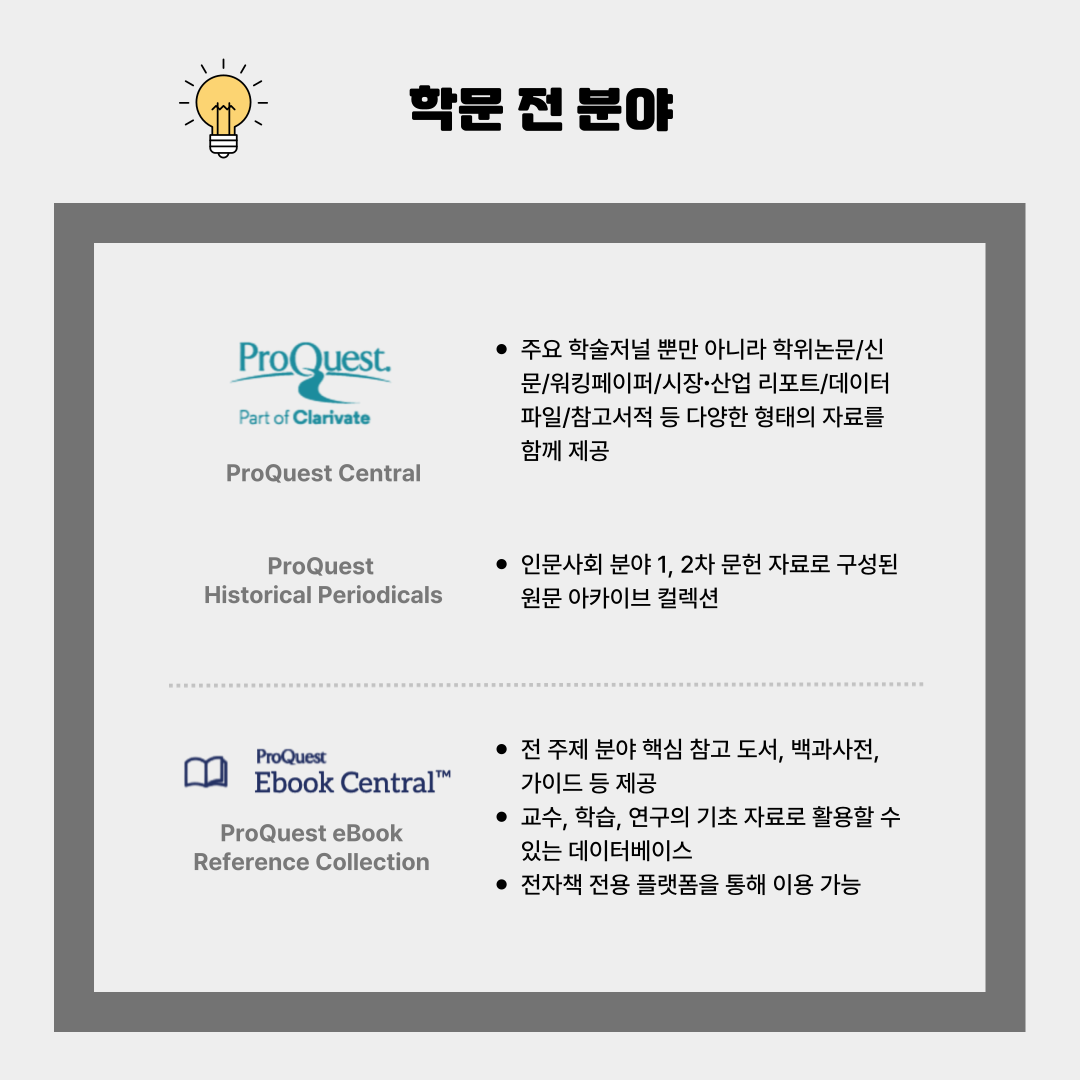 학문 전 분야
ProQuest.
Part of Clarivate
ProQuest Central
• 주요 학술저널 뿐만 아니라 학위논문/신
문/워킹페이퍼/시장•산업 리포트/데이터
파일/참고서적 등 다양한 형태의 자료를
함께 제공
ProQuest
Historical Periodicals
• 인문사회 분야 1, 2차 문헌 자료로 구성된
원문 아카이브 컬렉션
ProQuest
Ebook Central™
ProQuest eBook
Reference Collection
• 전 주제 분야 핵심 참고 도서, 백과사전,
가이드 등 제공
• 교수, 학습, 연구의 기초 자료로 활용할 수
있는 데이터베이스
• 전자책 전용 플랫폼을 통해 이용 가능